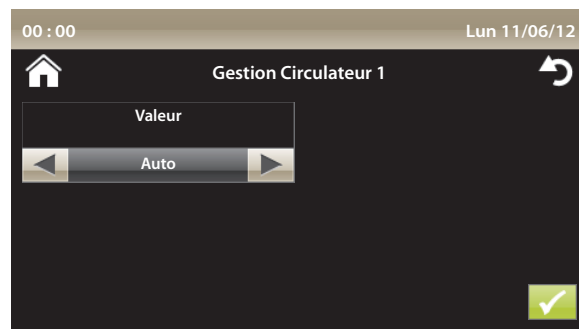 00 : 00 Lun 11/06/12
Gestion Circulateur 1
Valeur
Auto